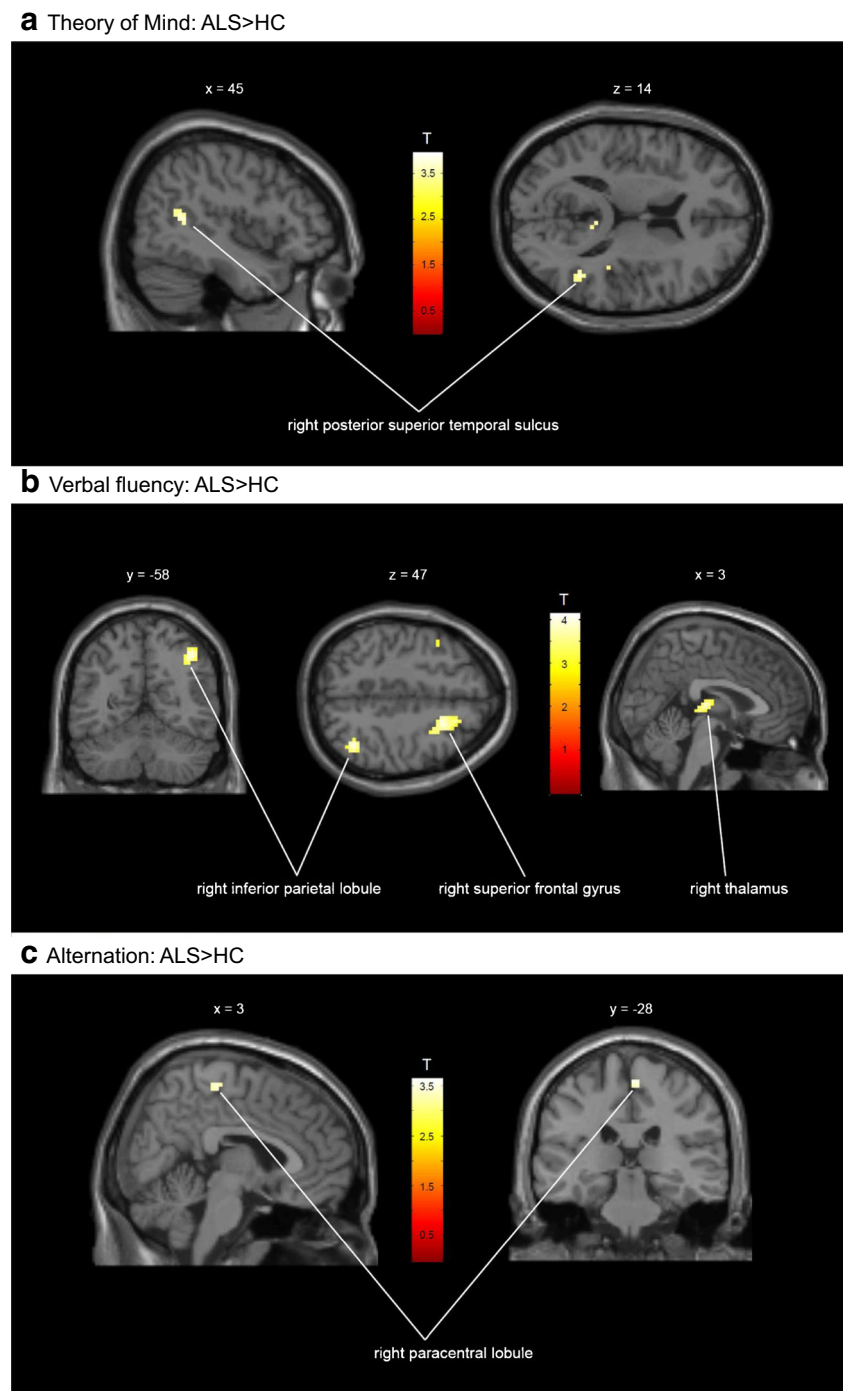 a Theory of Mind: ALS>HC
x = 45
z = 14
T
3.5
2.5
1.5
0.5
right posterior superior temporal sulcus
b Verbal fluency: ALS>HC
y = -58
z = 47
x = 3
T
4
3
2
1
right inferior parietal lobule
right superior frontal gyrus
right thalamus
c Alternation: ALS>HC
x = 3
y = -28
T
3.5
2.5
1.5
0.5
right paracentral lobule